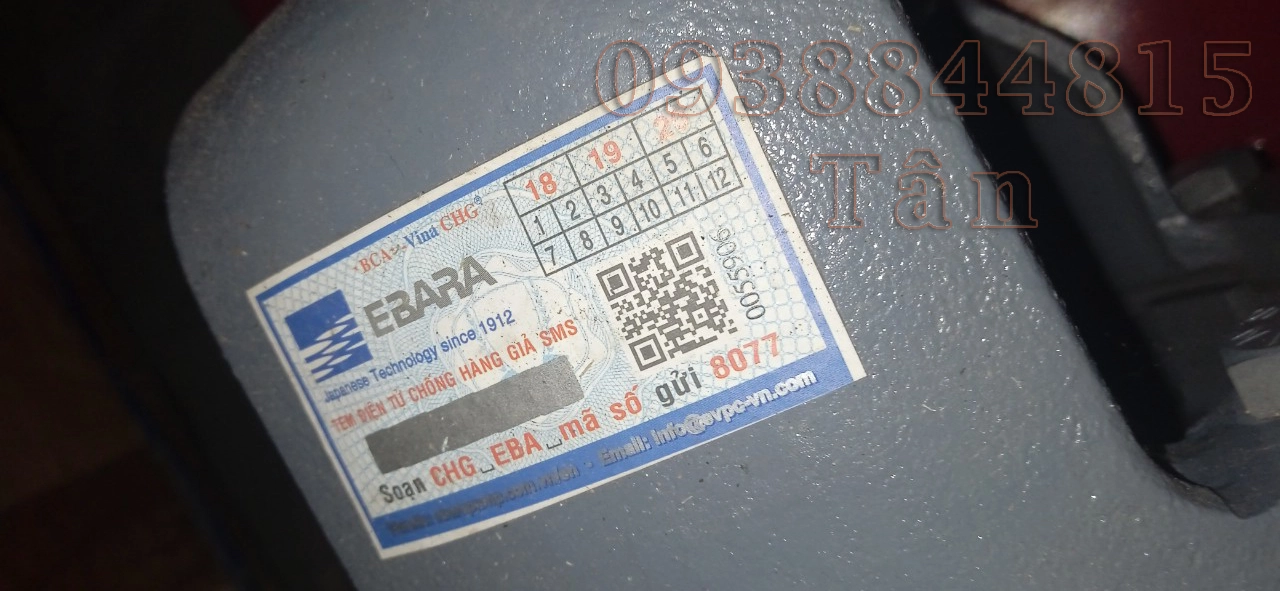 0938844815
Tân
18 19
1 2 3 4 5 6
7 8 9 10 11 12
"BCA"-Vina CHG®
EBARA
Japanese Technology since 1912
TEM ĐIỆN TỬ CHỐNG HÀNG GIẢ SMS
Soạn CHG EBA mã số gửi 8077
00555906
Email: info@evpc-vn.com